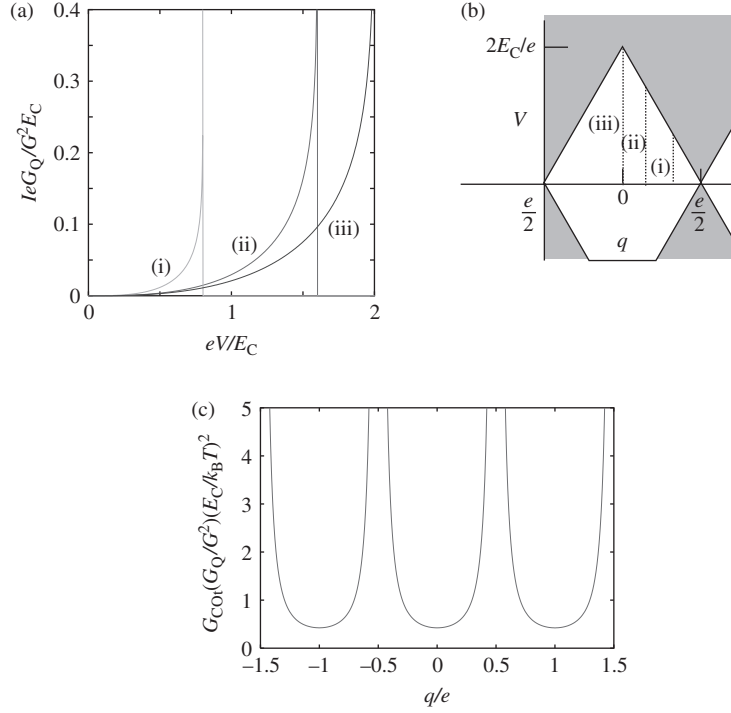 (a)
0.4
0.3
0.2
0.1
0
IeG_Q/G²E_C
(i)
(ii)
(iii)
0
1
2
eV/E_C
(b)
2E_C/e
V
(iii)
(ii)
(i)
e/2
0
e/2
q
(c)
5
4
3
2
1
0
G_COt(G_Q/G²)(E_C/k_BT)²
−1.5
−1
−0.5
0
0.5
1
1.5
q/e